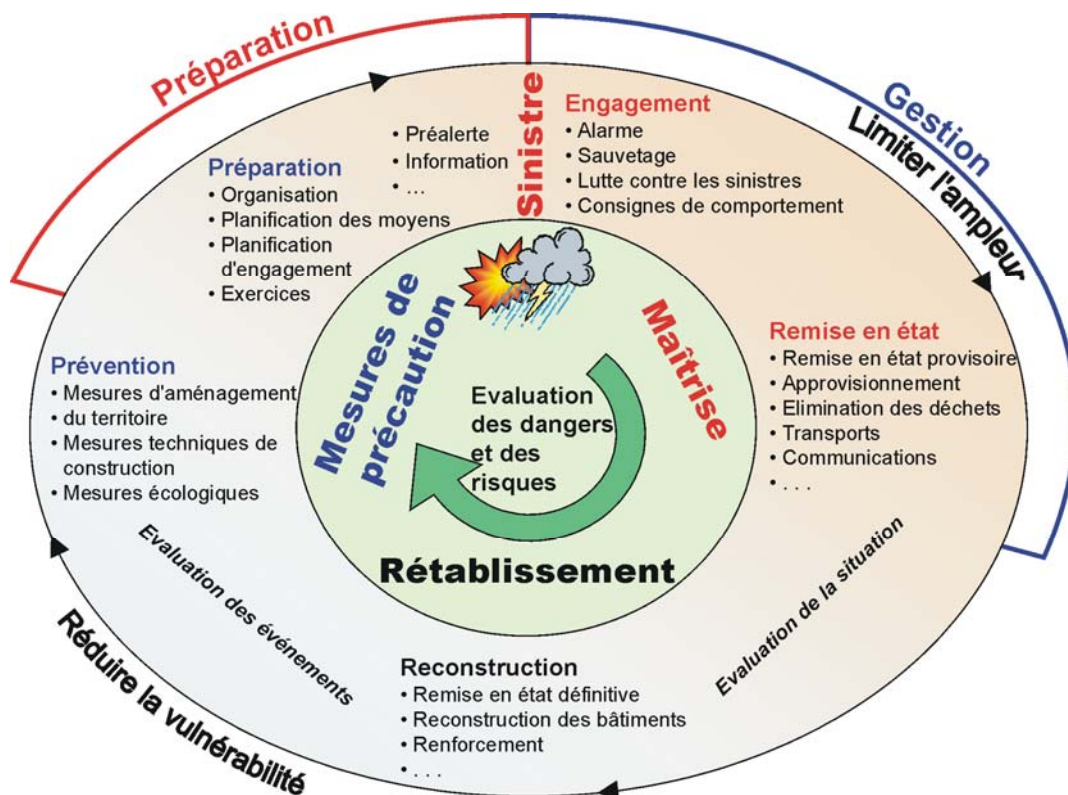 Préparation
Gestion
Limiter l'ampleur
Sinistre
Engagement
• Alarme
• Sauvetage
• Lutte contre les sinistres
• Consignes de comportement
• Préalerte
• Information
• ...
Préparation
• Organisation
• Planification des moyens
• Planification
d'engagement
• Exercices
Mesures de
précaution
Maîtrise
Remise en état
• Remise en état provisoire
• Approvisionnement
• Elimination des déchets
• Transports
• Communications
• . . .
Prévention
• Mesures d'aménagement
• du territoire
• Mesures techniques de
construction
• Mesures écologiques
Evaluation
des dangers
et des
risques
Rétablissement
Evaluation des événements
Evaluation de la situation
Réduire la vulnérabilité
Reconstruction
• Remise en état définitive
• Reconstruction des bâtiments
• Renforcement
• . . .